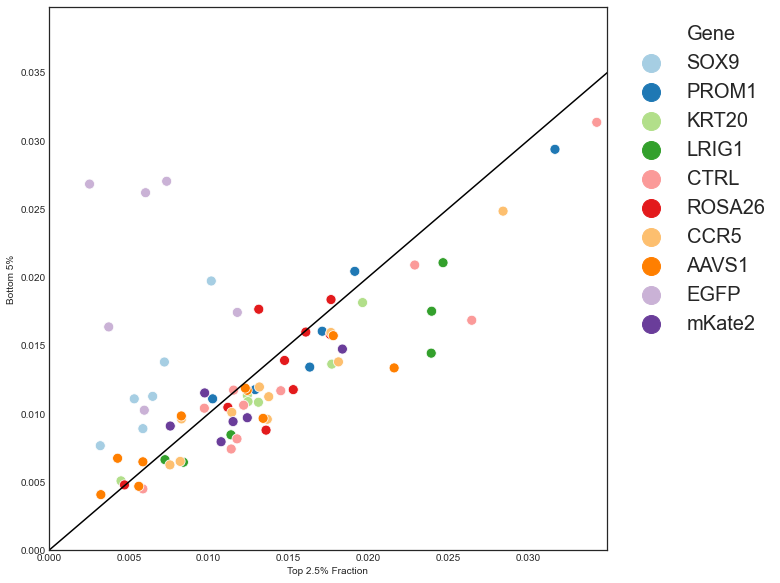 Gene
SOX9
PROM1
KRT20
LRIG1
CTRL
ROSA26
CCR5
AAVS1
EGFP
mKate2
Bottom 5%
0.035
0.030
0.025
0.020
0.015
0.010
0.005
0.000
0.000 0.005 0.010 0.015 0.020 0.025 0.030
Top 2.5% Fraction